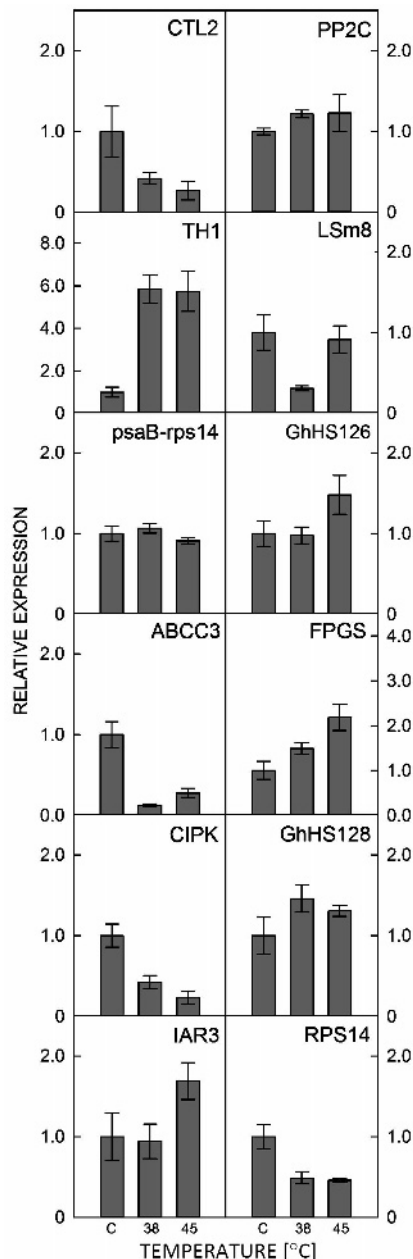 CTL2 PP2C
2.0 2.0
1.0 1.0
0 0
TH1 LSm8
8.0
6.0 2.0
4.0
2.0 1.0
0 0
psaB-rps14 GhHS126
2.0 2.0
1.0 1.0
0 0
ABCC3 FPGS
2.0 4.0
3.0
1.0 2.0
1.0
0.0 0
CIPK GhHS128
2.0 2.0
1.0 1.0
0 0
IAR3 RPS14
2.0 2.0
1.0 1.0
0 0
C 38 45 C 38 45
TEMPERATURE [°C]
RELATIVE EXPRESSION